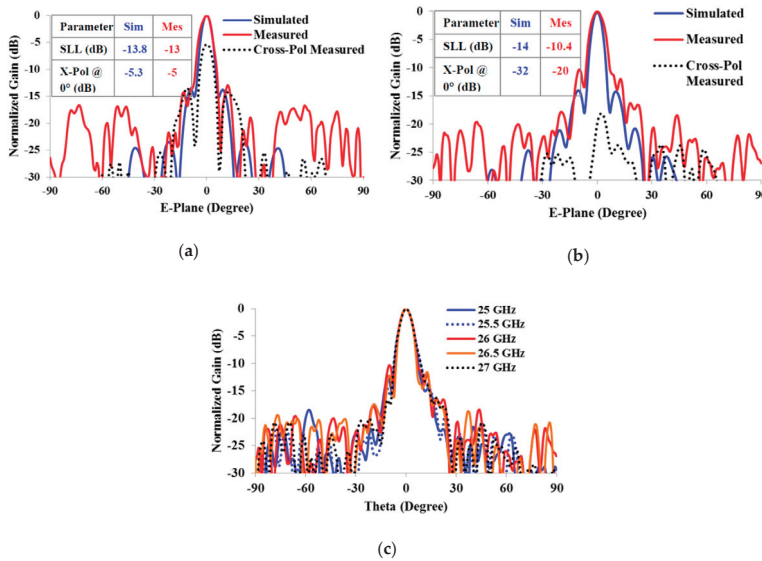 Parameter Sim Mes
SLL (dB) -13.8 -13
X-Pol @ 0° (dB) -5.3 -5
Simulated
Measured
Cross-Pol Measured
Normalized Gain (dB)
0
-5
-10
-15
-20
-25
-30
-90 -60 -30 0 30 60 90
E-Plane (Degree)
(a)
Parameter Sim Mes
SLL (dB) -14 -10.4
X-Pol @ 0° (dB) -32 -20
Simulated
Measured
Cross-Pol
Measured
Normalized Gain (dB)
0
-5
-10
-15
-20
-25
-30
-90 -60 -30 0 30 60 90
E-Plane (Degree)
(b)
25 GHz
25.5 GHz
26 GHz
26.5 GHz
27 GHz
Normalized Gain (dB)
0
-5
-10
-15
-20
-25
-30
-90 -60 -30 0 30 60 90
Theta (Degree)
(c)